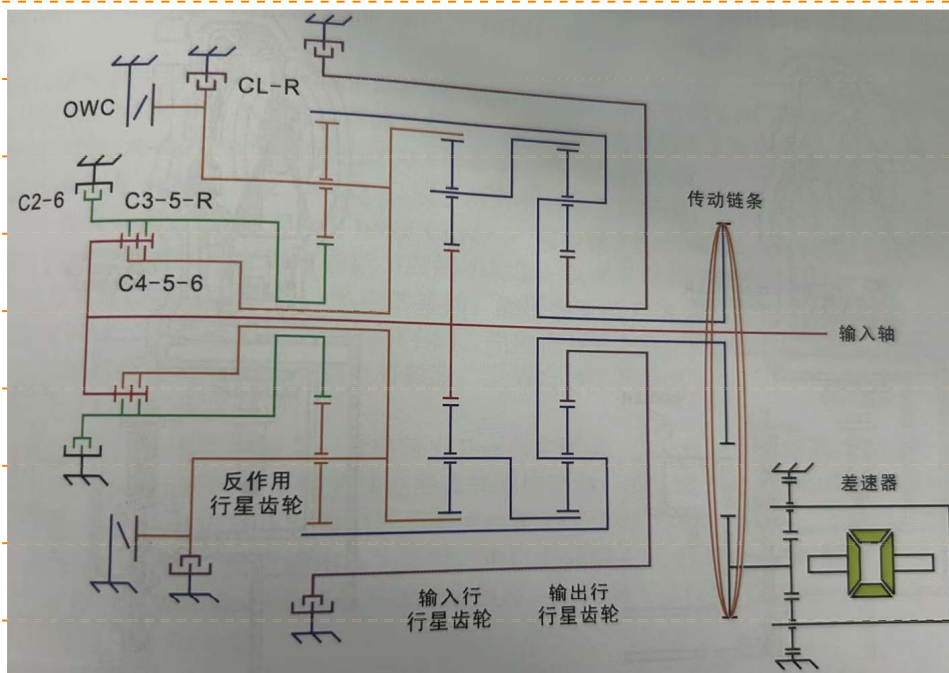 CL-R
OWC
C2-6
C3-5-R
传动链条
C4-5-6
输入轴
反作用
行星齿轮
差速器
输入行
行星齿轮
输出行
行星齿轮